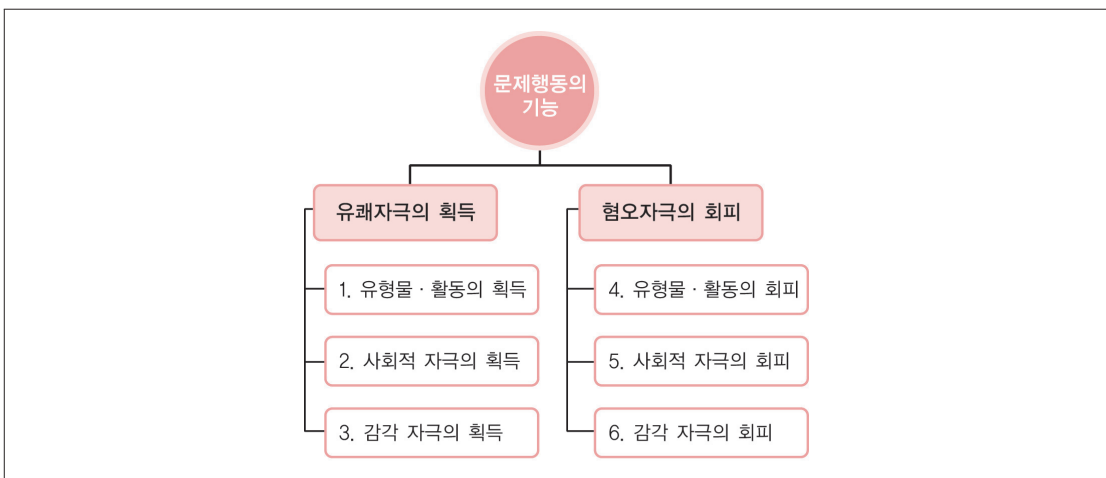 문제행동의
기능
유쾌자극의 획득
1. 유형물 · 활동의 획득
2. 사회적 자극의 획득
3. 감각 자극의 획득
혐오자극의 회피
4. 유형물 · 활동의 회피
5. 사회적 자극의 회피
6. 감각 자극의 회피